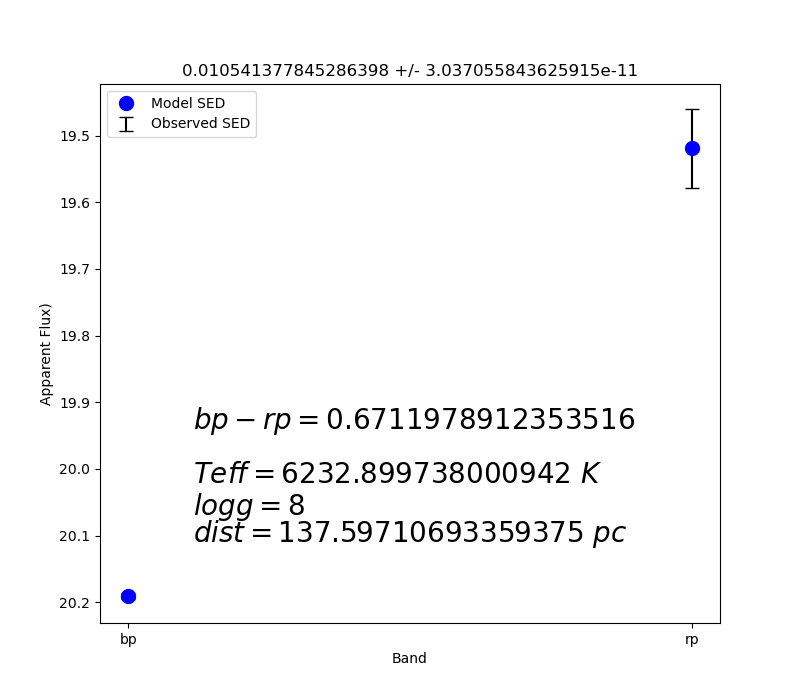 0.010541377845286398 +/- 3.037055843625915e-11
Model SED
Observed SED
19.5
19.6
19.7
19.8
19.9
20.0
20.1
20.2
Apparent Flux)
bp − rp = 0.6711978912353516
Teff = 6232.899738000942 K
logg = 8
dist = 137.59710693359375 pc
bp
rp
Band